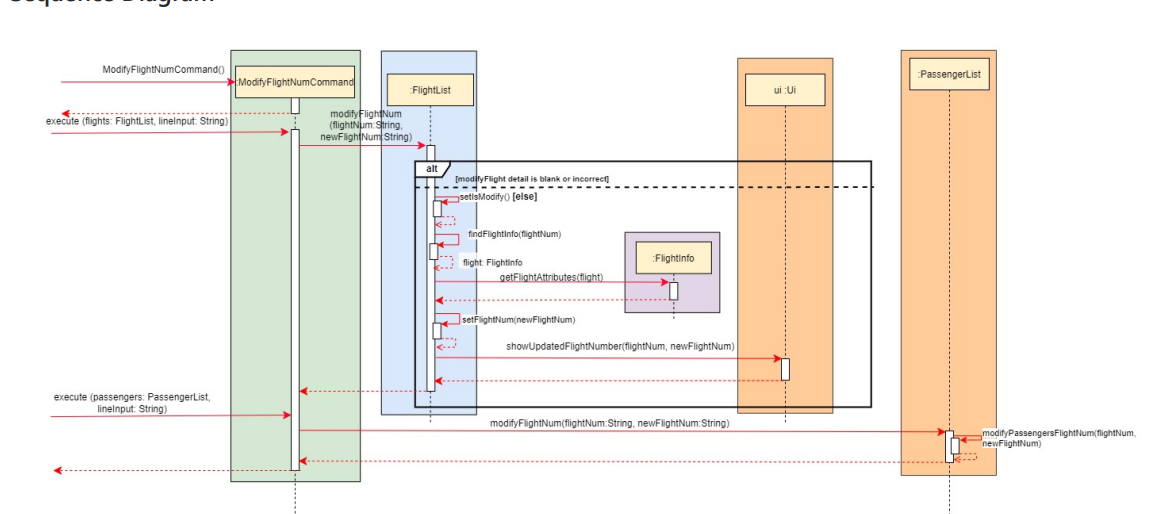 Sequence Diagram
ModifyFlightNumCommand()
:ModifyFlightNumCommand
:FlightList
ui :Ui
:PassengerList
execute (flights: FlightList, lineInput: String)
modifyFlightNum
(flightNum:String,
newFlightNum:String)
alt
[modifyFlight detail is blank or incorrect]
setIsModify() [else]
findFlightInfo(flightNum)
flight: FlightInfo
:FlightInfo
getFlightAttributes(flight)
setFlightNum(newFlightNum)
showUpdatedFlightNumber(flightNum, newFlightNum)
execute (passengers: PassengerList,
lineInput: String)
modifyFlightNum(flightNum:String, newFlightNum:String)
modifyPassengersFlightNum(flightNum,
newFlightNum)